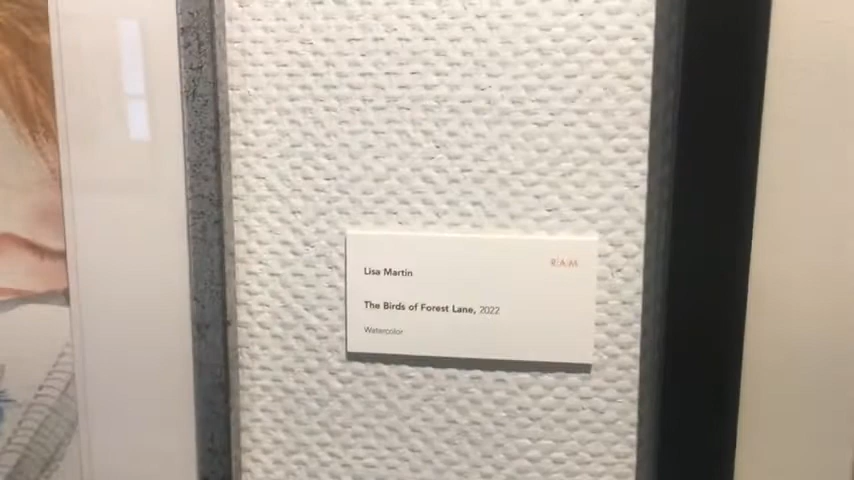 R|A|M
Lisa Martin
The Birds of Forest Lane, 2022
Watercolor